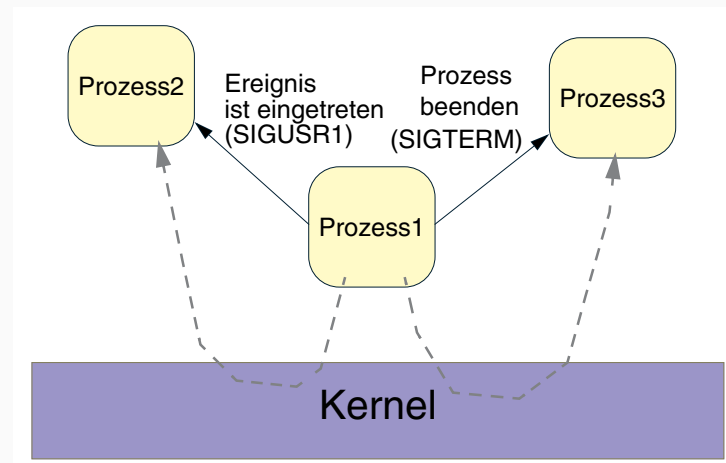 Prozess2
Ereignis
ist eingetreten
(SIGUSR1)
Prozess
beenden
(SIGTERM)
Prozess3
Prozess1
Kernel